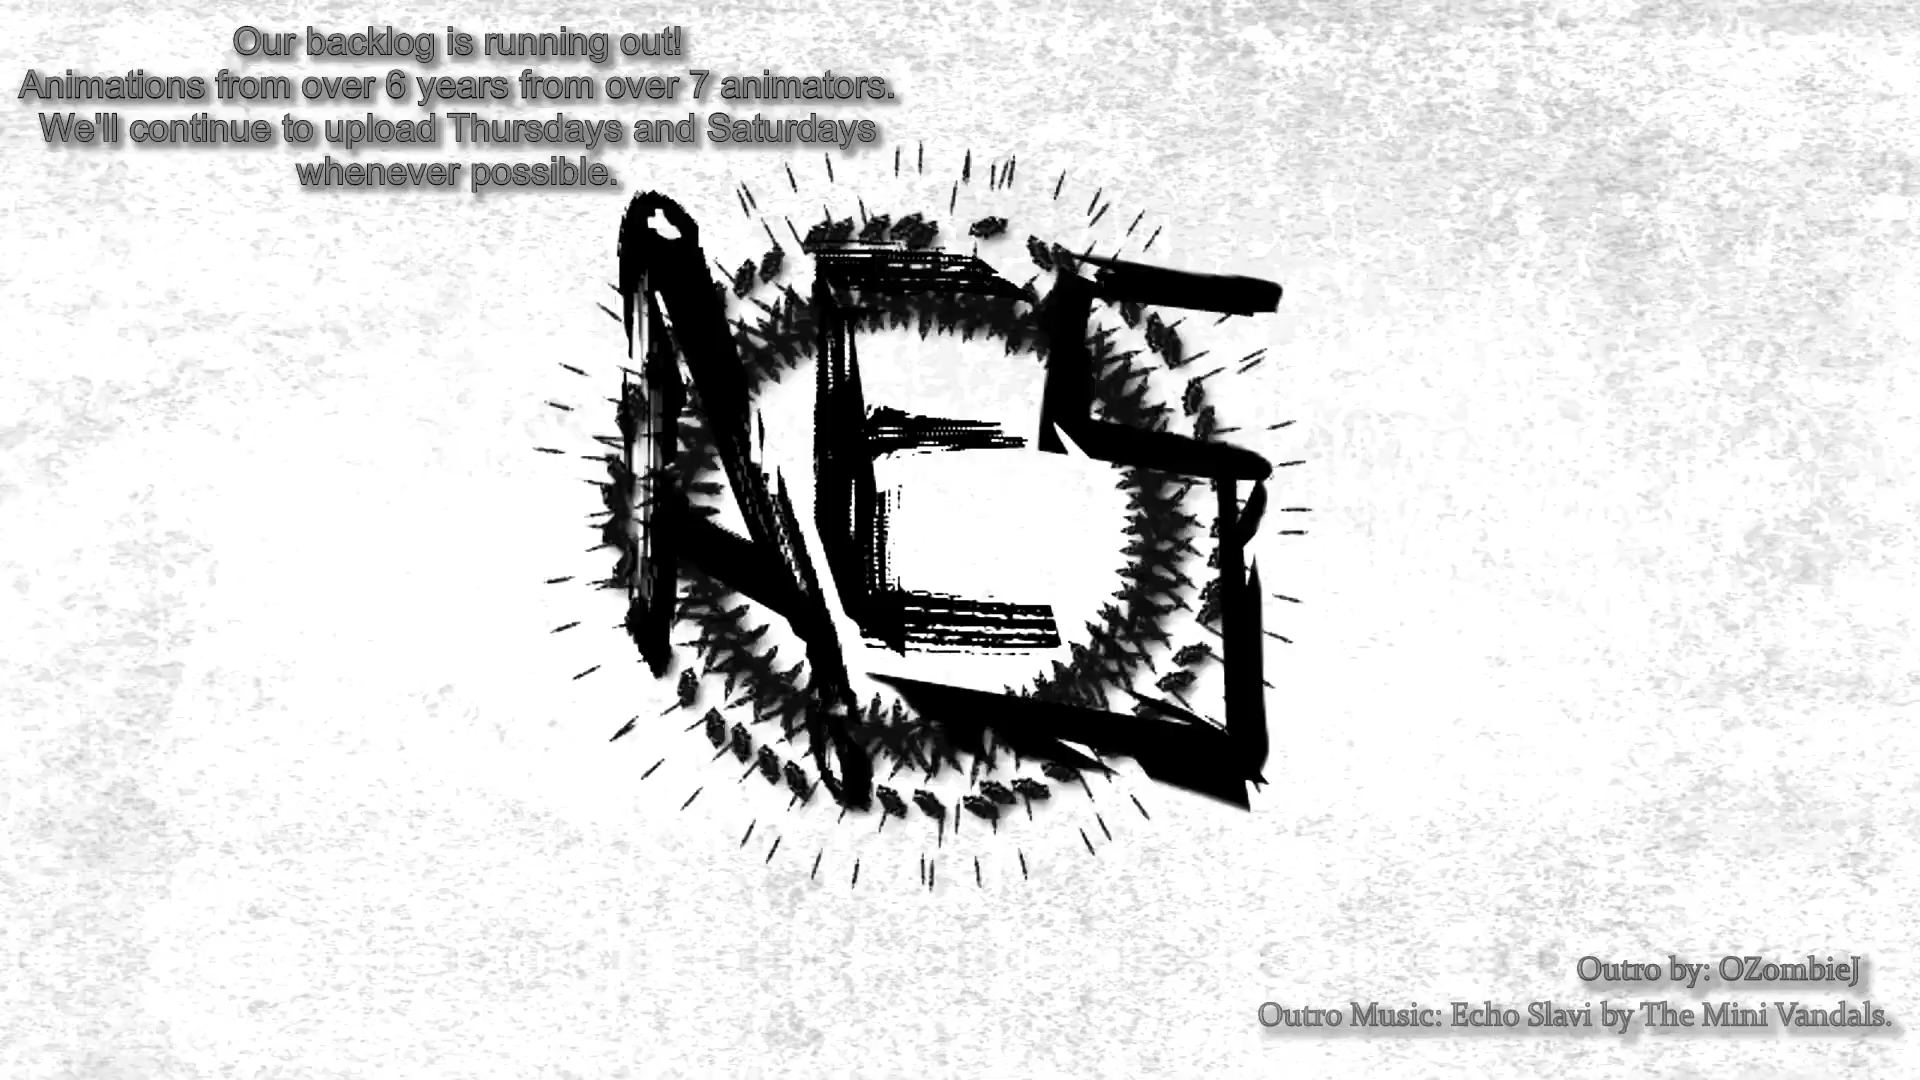 Our backlog is running out!
Animations from over 6 years from over 7 animators.
We'll continue to upload Thursdays and Saturdays
whenever possible.
Outro by: OZombieJ
Outro Music: Echo Slavi by The Mini Vandals.